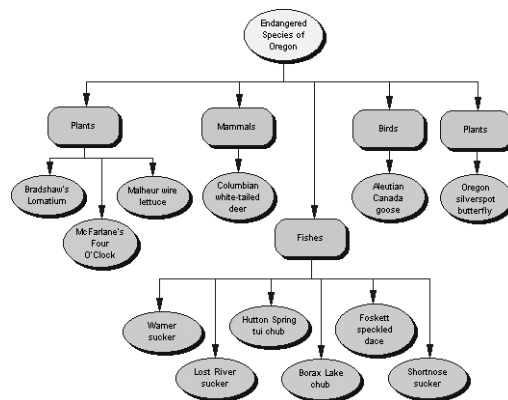 Endangered
Species of
Oregon
Plants
Mammals
Birds
Plants
Bradshaw's
Lomatium
Malheur wire
lettuce
Columbian
white-tailed
deer
Aleutian
Canada
goose
Oregon
silverspot
butterfly
McFarlane's
Four
O'Clock
Fishes
Warner
sucker
Hutton Spring
tui chub
Foskett
speckled
dace
Lost River
sucker
Borax Lake
chub
Shortnose
sucker